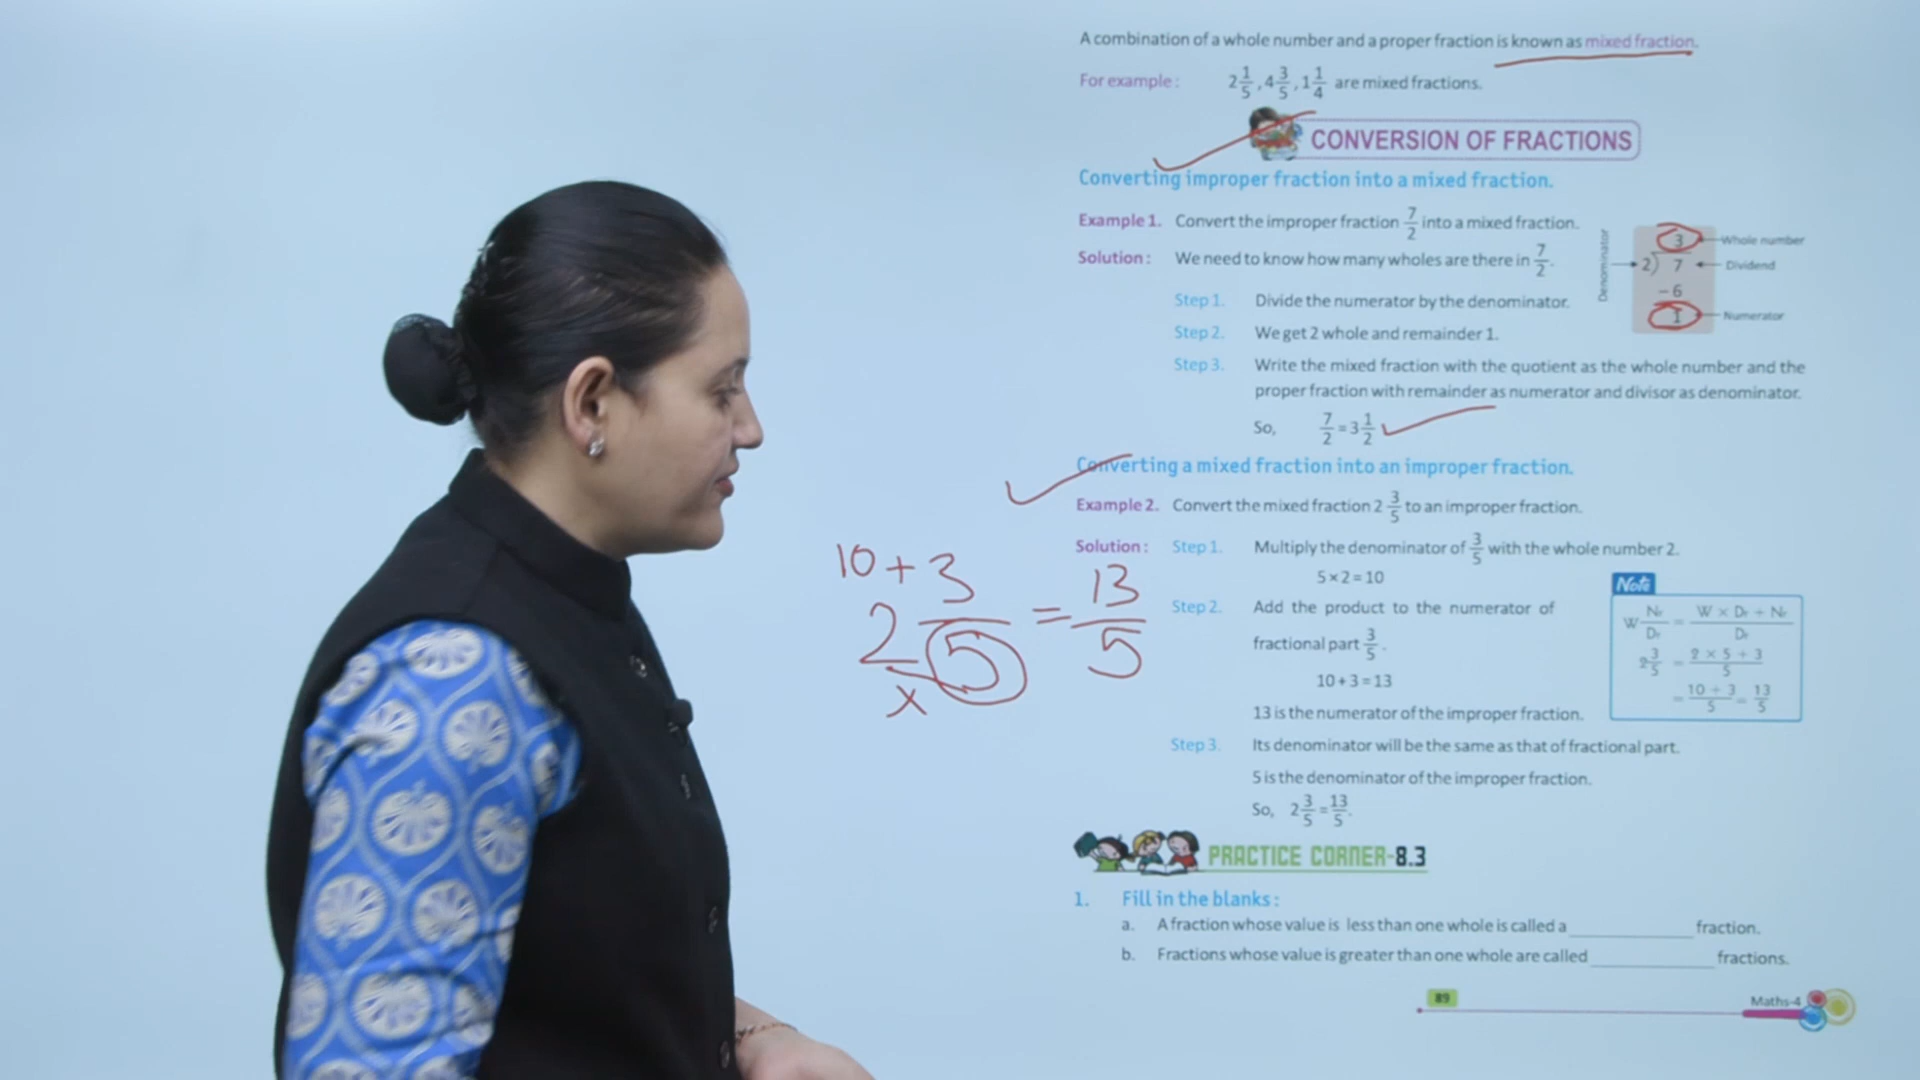 A combination of a whole number and a proper fraction is known as mixed fraction.
For example: 2 1/5, 4 3/5, 1 1/4 are mixed fractions.
CONVERSION OF FRACTIONS
Converting improper fraction into a mixed fraction.
Example 1. Convert the improper fraction 7/2 into a mixed fraction.
Solution: We need to know how many wholes are there in 7/2.
Step 1. Divide the numerator by the denominator.
Step 2. We get 2 whole and remainder 1.
Step 3. Write the mixed fraction with the quotient as the whole number and the
proper fraction with remainder as numerator and divisor as denominator.
So, 7/2 = 3 1/2
Denominator
3 Whole number
2) 7 Dividend
-6
1 Numerator
Converting a mixed fraction into an improper fraction.
Example 2. Convert the mixed fraction 2 3/5 to an improper fraction.
Solution: Step 1. Multiply the denominator of 3/5 with the whole number 2.
5 × 2 = 10
Step 2. Add the product to the numerator of
fractional part 3/5.
10 + 3 = 13
13 is the numerator of the improper fraction.
Step 3. Its denominator will be the same as that of fractional part.
5 is the denominator of the improper fraction.
So, 2 3/5 = 13/5.
Note
W Nr/Dr = W × Dr + Nr / Dr
2 3/5 = 2 × 5 + 3 / 5
= 10 + 3 / 5 = 13/5
10 + 3 13
2 5 = 5
×
PRACTICE CORNER-8.3
1. Fill in the blanks:
a. A fraction whose value is less than one whole is called a ____________ fraction.
b. Fractions whose value is greater than one whole are called ____________ fractions.
89
Maths-4